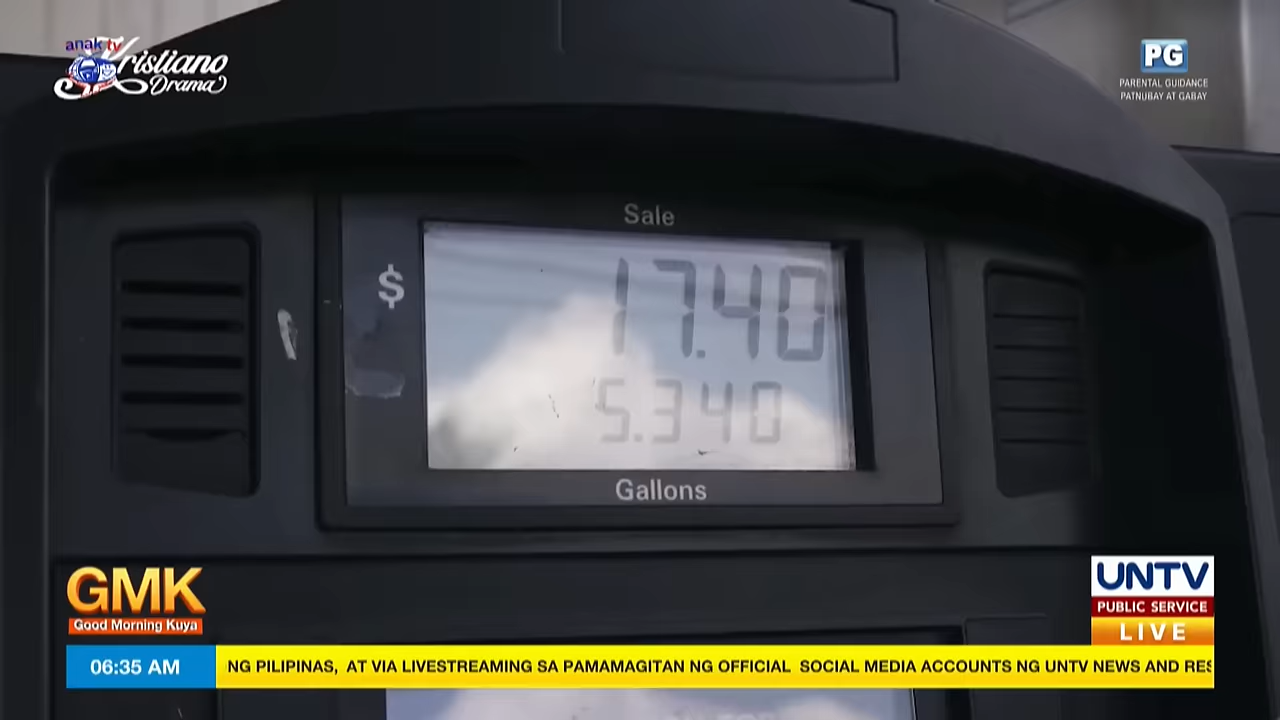 anak tv
Kristiano
Drama
PG
PARENTAL GUIDANCE
PATNUBAY AT GABAY
Sale
$ 17.40
5.340
Gallons
GMK
Good Morning Kuya
UNTV
PUBLIC SERVICE
LIVE
06:35 AM
NG PILIPINAS, AT VIA LIVESTREAMING SA PAMAMAGITAN NG OFFICIAL SOCIAL MEDIA ACCOUNTS NG UNTV NEWS AND RES